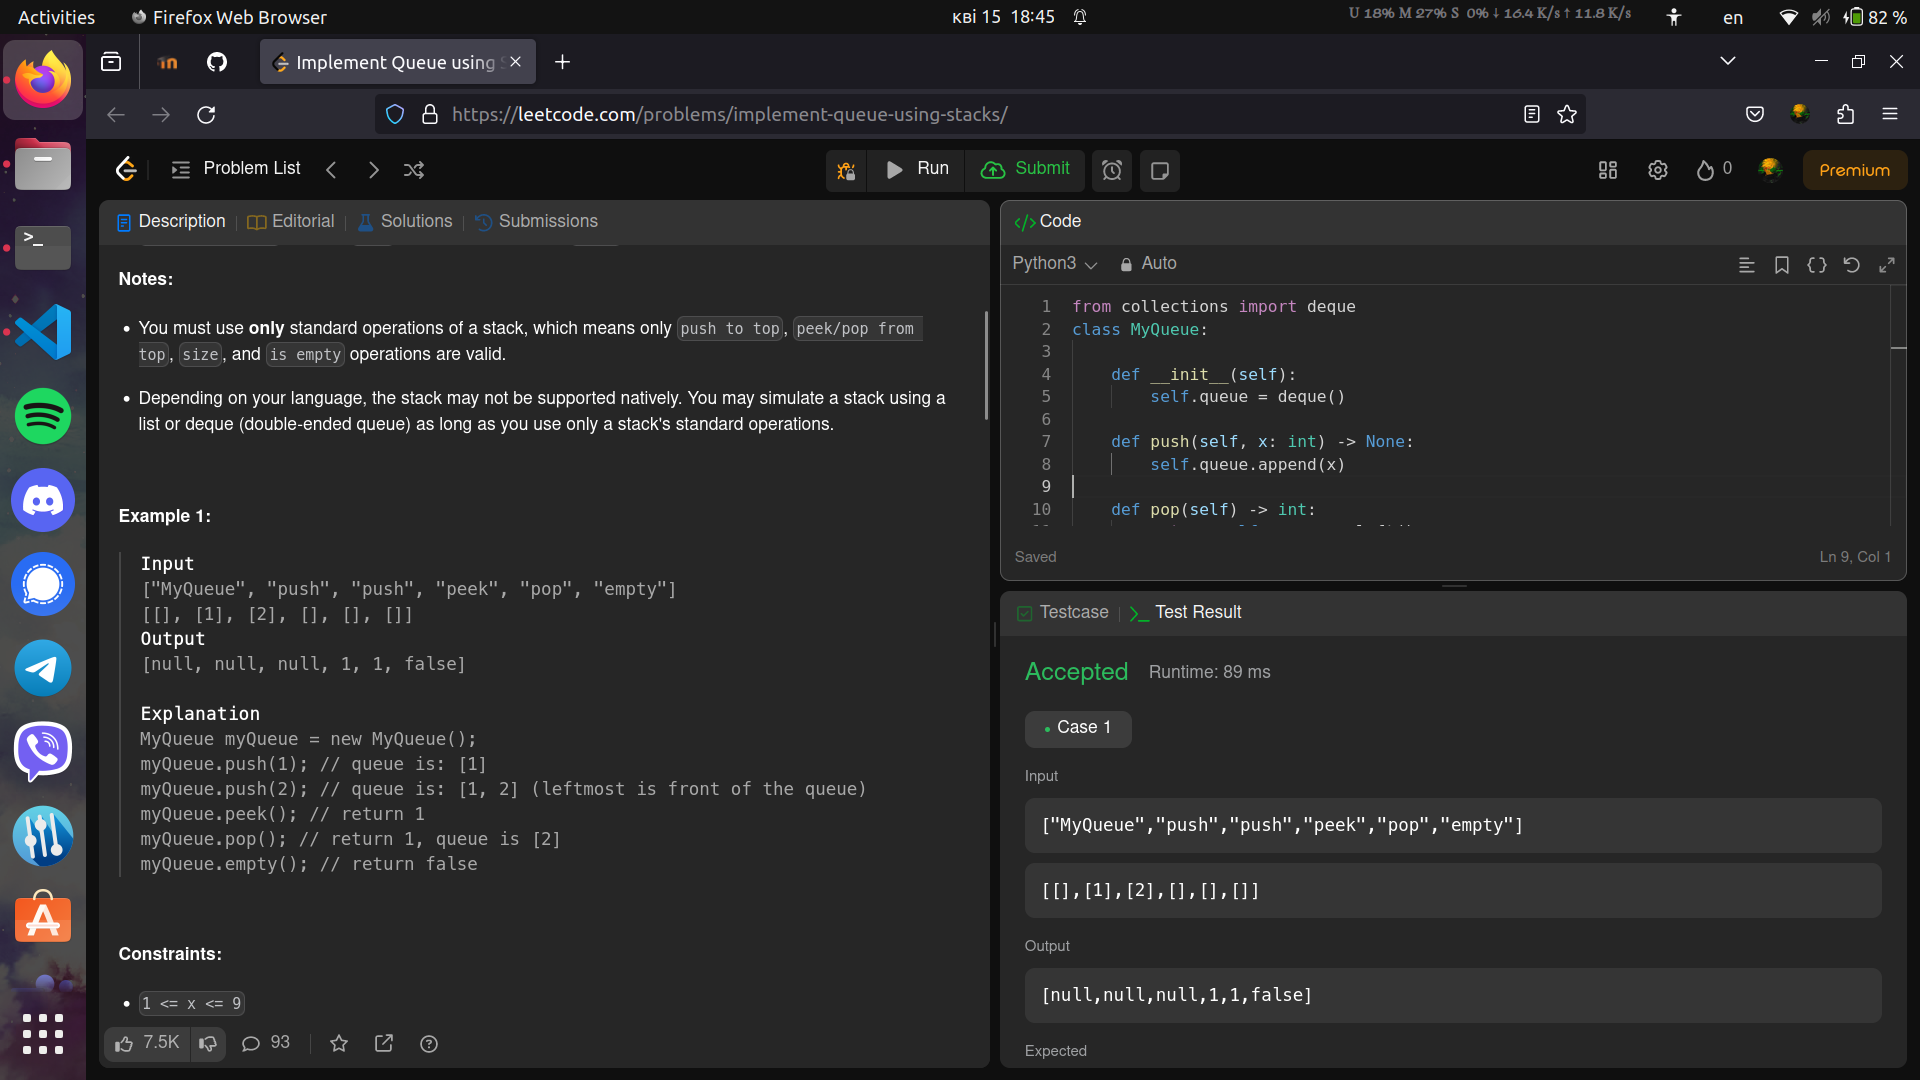 Activities
Firefox Web Browser
кві 15 18:45
U 18% M 27% S 0% ↓ 16.4 K/s ↑ 11.8 K/s
en
82 %
Implement Queue using
https://leetcode.com/problems/implement-queue-using-stacks/
Problem List
Run
Submit
0
Premium
Description
Editorial
Solutions
Submissions
Notes:
• You must use only standard operations of a stack, which means only push to top, peek/pop from
top, size, and is empty operations are valid.
• Depending on your language, the stack may not be supported natively. You may simulate a stack using a
list or deque (double-ended queue) as long as you use only a stack's standard operations.
Example 1:
Input
["MyQueue", "push", "push", "peek", "pop", "empty"]
[[], [1], [2], [], [], []]
Output
[null, null, null, 1, 1, false]
Explanation
MyQueue myQueue = new MyQueue();
myQueue.push(1); // queue is: [1]
myQueue.push(2); // queue is: [1, 2] (leftmost is front of the queue)
myQueue.peek(); // return 1
myQueue.pop(); // return 1, queue is [2]
myQueue.empty(); // return false
Constraints:
• 1 <= x <= 9
7.5K
93
</> Code
Python3
Auto
1 from collections import deque
2 class MyQueue:
3
4 def __init__(self):
5 self.queue = deque()
6
7 def push(self, x: int) -> None:
8 self.queue.append(x)
9
10 def pop(self) -> int:
Saved
Ln 9, Col 1
Testcase
>_ Test Result
Accepted
Runtime: 89 ms
• Case 1
Input
["MyQueue","push","push","peek","pop","empty"]
[[],[1],[2],[],[],[]]
Output
[null,null,null,1,1,false]
Expected